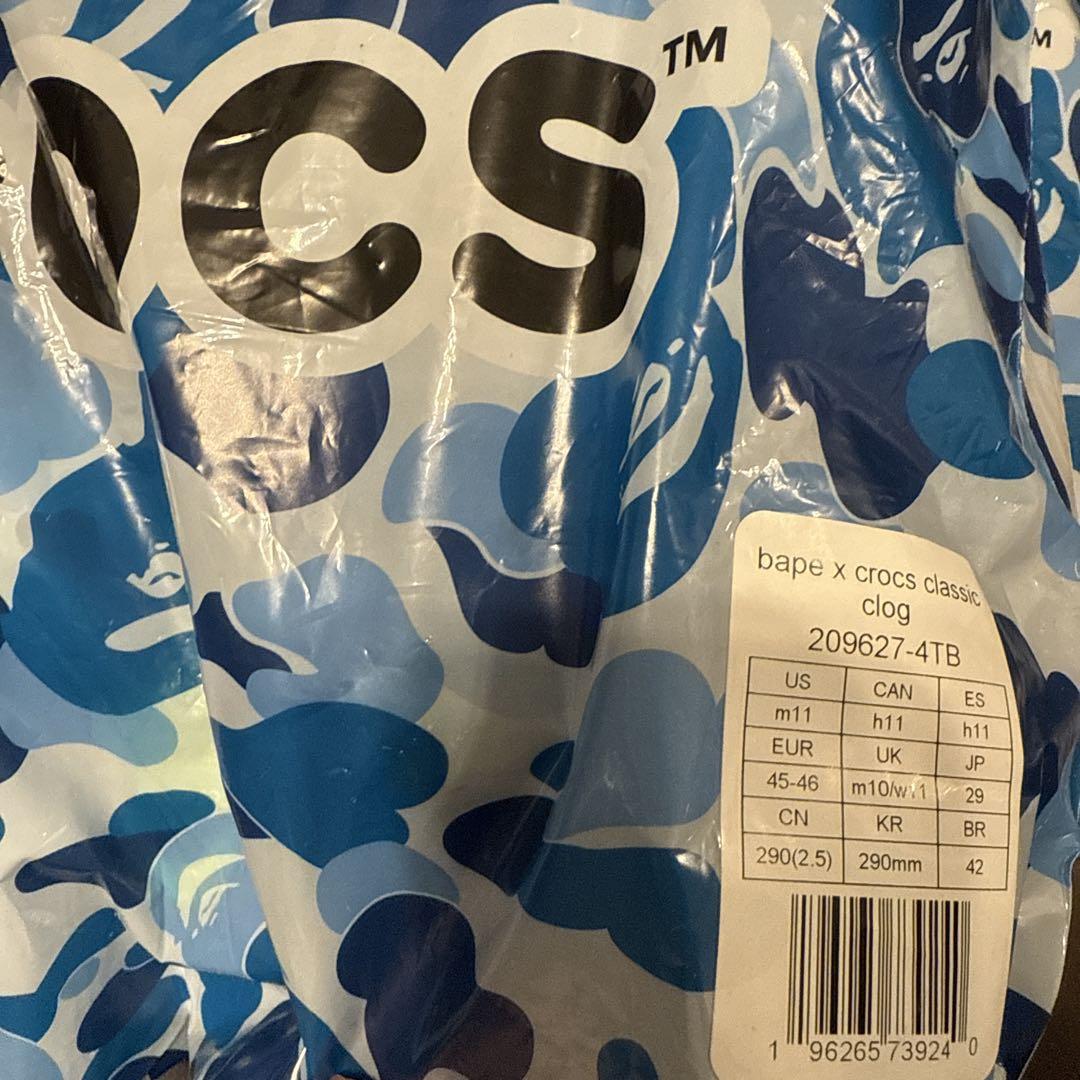 ocs™
M
bape x crocs classic
clog
209627-4TB
US CAN ES
m11 h11 h11
EUR UK JP
45-46 m10/w11 29
CN KR BR
290(2.5) 290mm 42
1 96265 73924 0